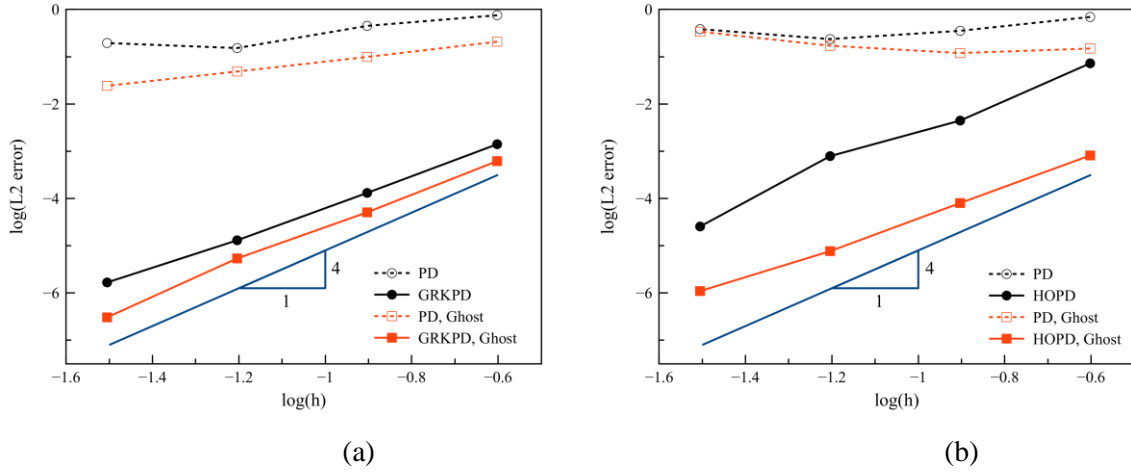 0
−2
−4
−6
log(L2 error)
4
1
PD
GRKPD
PD, Ghost
GRKPD, Ghost
−1.6 −1.4 −1.2 −1 −0.8 −0.6
log(h)
(a)
0
−2
−4
−6
log(L2 error)
4
1
PD
HOPD
PD, Ghost
HOPD, Ghost
−1.6 −1.4 −1.2 −1 −0.8 −0.6
log(h)
(b)